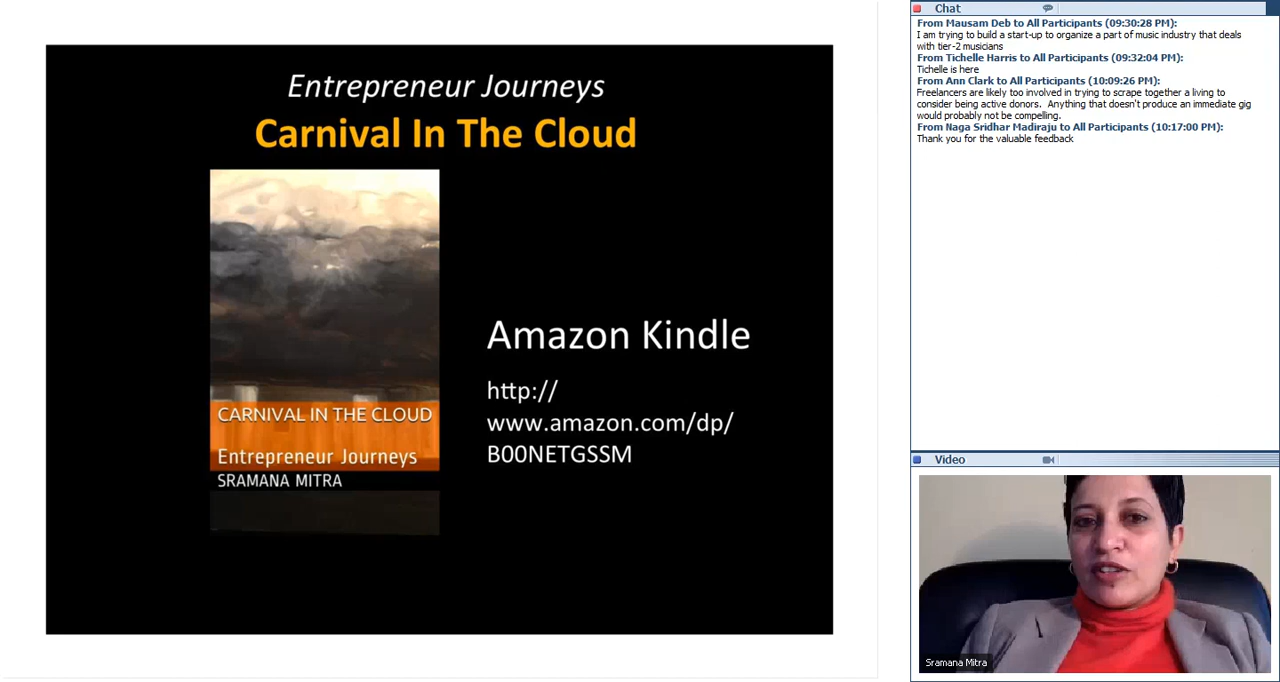 Entrepreneur Journeys
Carnival In The Cloud
CARNIVAL IN THE CLOUD
Entrepreneur Journeys
SRAMANA MITRA
Amazon Kindle
http://
www.amazon.com/dp/
B00NETGSSM
Chat
From Mausam Deb to All Participants (09:30:28 PM):
I am trying to build a start-up to organize a part of music industry that deals
with tier-2 musicians
From Tichelle Harris to All Participants (09:32:04 PM):
Tichelle is here
From Ann Clark to All Participants (10:09:26 PM):
Freelancers are likely too involved in trying to scrape together a living to
consider being active donors.  Anything that doesn't produce an immediate gig
would probably not be compelling.
From Naga Sridhar Madiraju to All Participants (10:17:00 PM):
Thank you for the valuable feedback
Video
Sramana Mitra